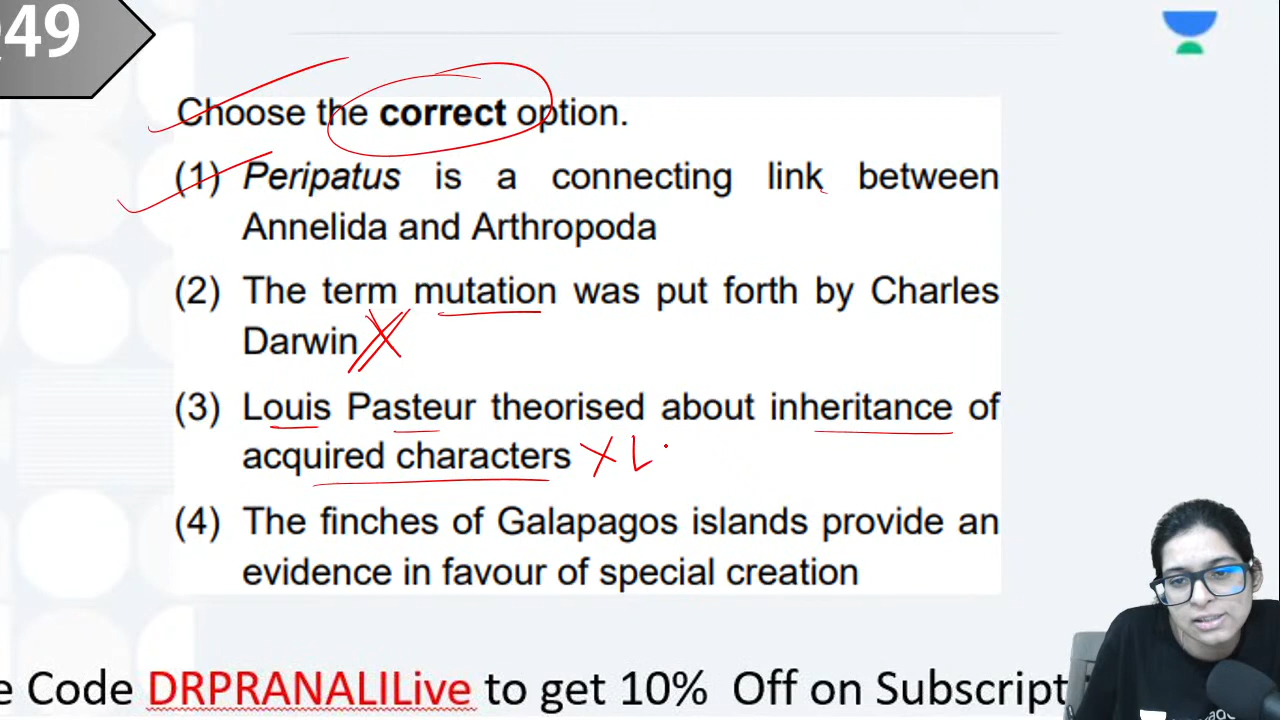 49
Choose the correct option.
(1) Peripatus is a connecting link between
Annelida and Arthropoda
(2) The term mutation was put forth by Charles
Darwin
(3) Louis Pasteur theorised about inheritance of
acquired characters X L
(4) The finches of Galapagos islands provide an
evidence in favour of special creation
e Code DRPRANALILive to get 10% Off on Subscript